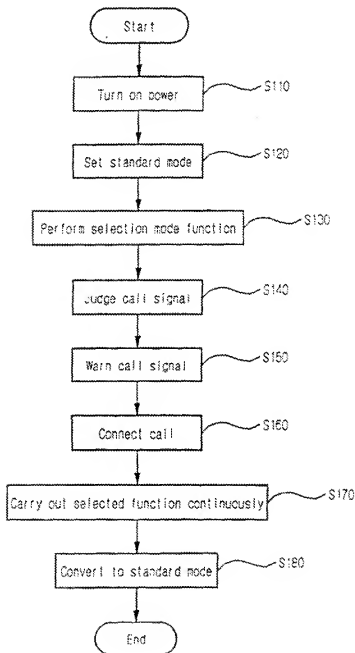 Start
Turn on power
S110
Set standard mode
S120
Perform selection mode function
S130
Judge call signal
S140
Warn call signal
S150
Connect call
S160
Carry out selected function continuously
S170
Convert to standard mode
S180
End